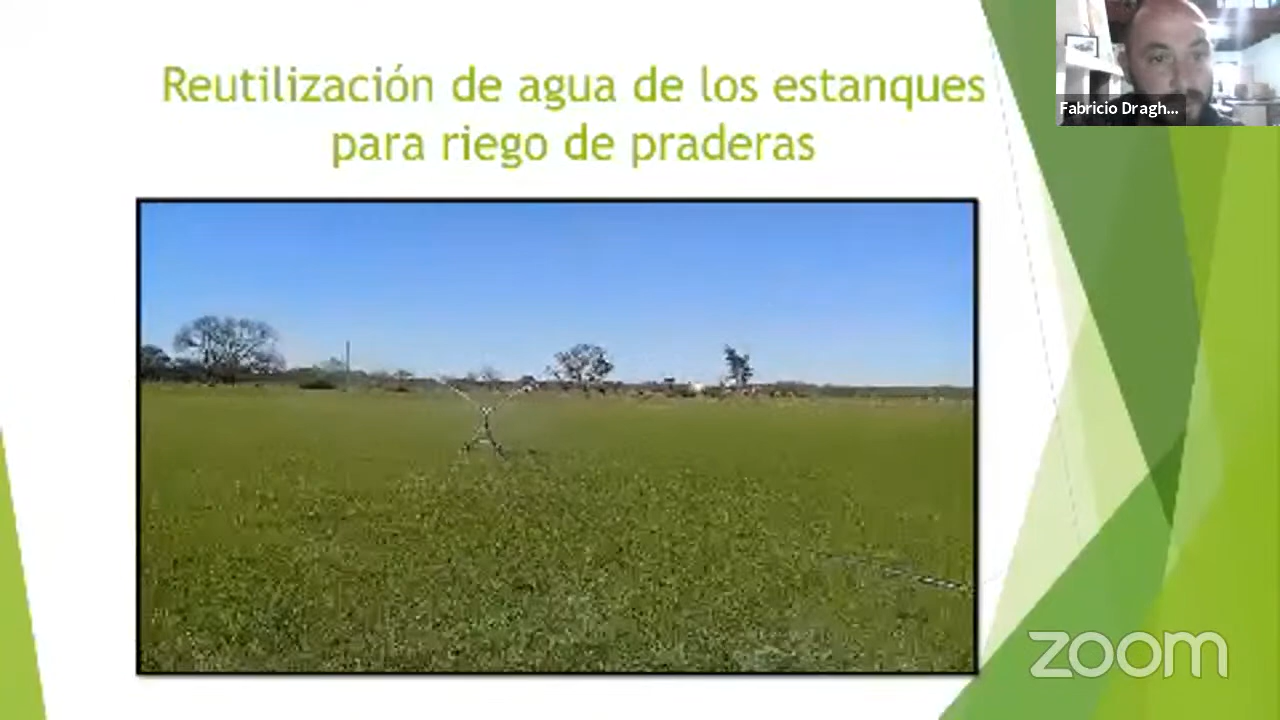 Reutilización de agua de los estanques
para riego de praderas
Fabricio Dragh...
zoom